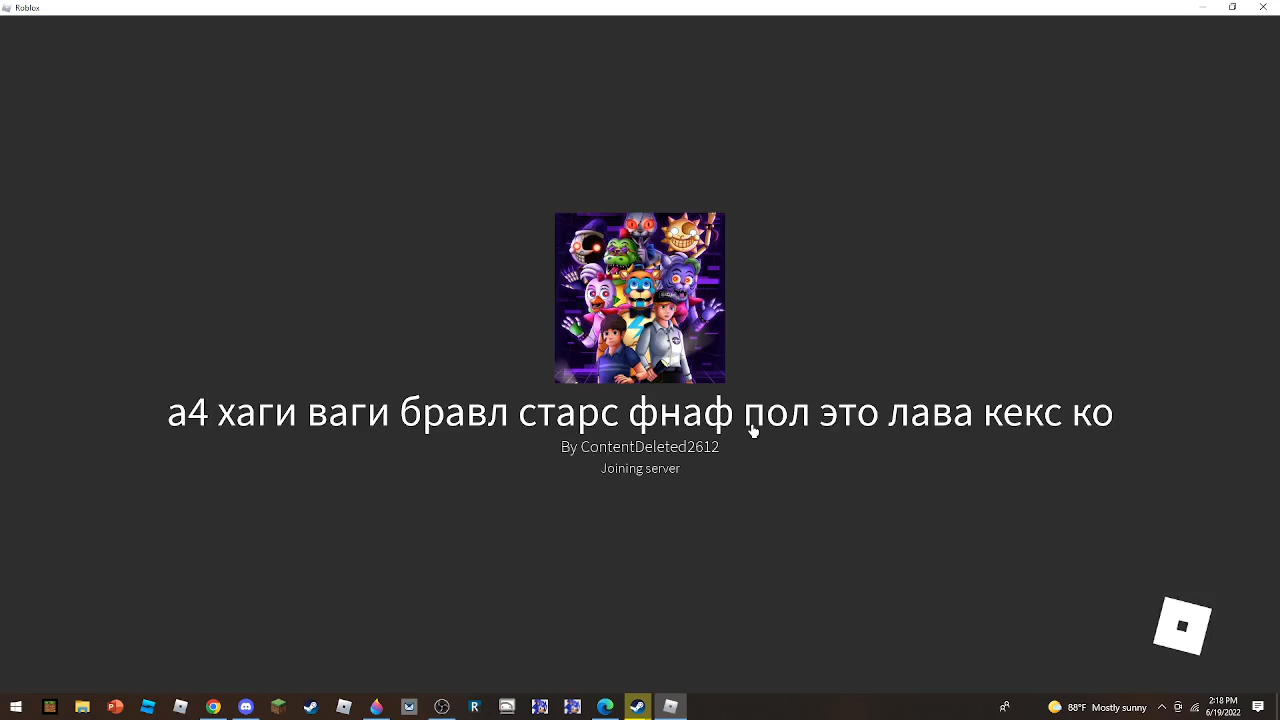 Roblox
а4 хаги ваги бравл старс фнаф пол это лава кекс ко
By ContentDeleted2612
Joining server
88°F Mostly sunny
2:18 PM
6/19/2022